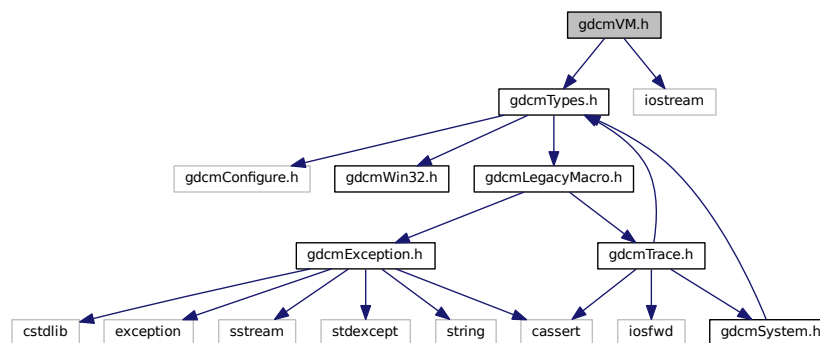 gdcmVM.h
gdcmTypes.h
iostream
gdcmConfigure.h
gdcmWin32.h
gdcmLegacyMacro.h
gdcmException.h
gdcmTrace.h
cstdlib
exception
sstream
stdexcept
string
cassert
iosfwd
gdcmSystem.h